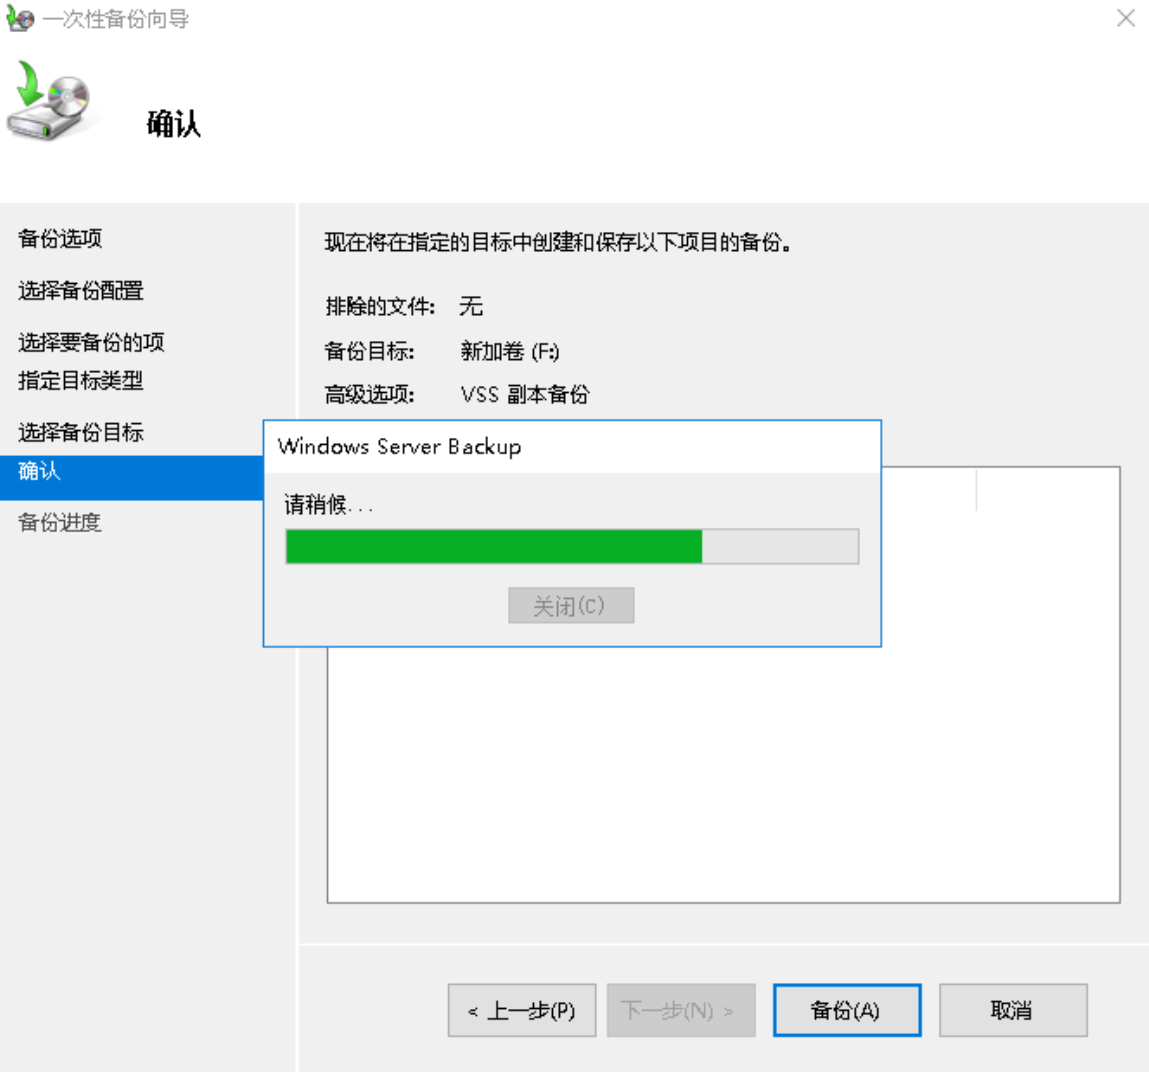 一次性备份向导
确认
备份选项
选择备份配置
选择要备份的项
指定目标类型
选择备份目标
确认
备份进度
现在将在指定的目标中创建和保存以下项目的备份。
排除的文件: 无
备份目标: 新加卷 (F:)
高级选项: VSS 副本备份
Windows Server Backup
请稍候...
关闭(C)
< 上一步(P) 下一步(N) > 备份(A) 取消